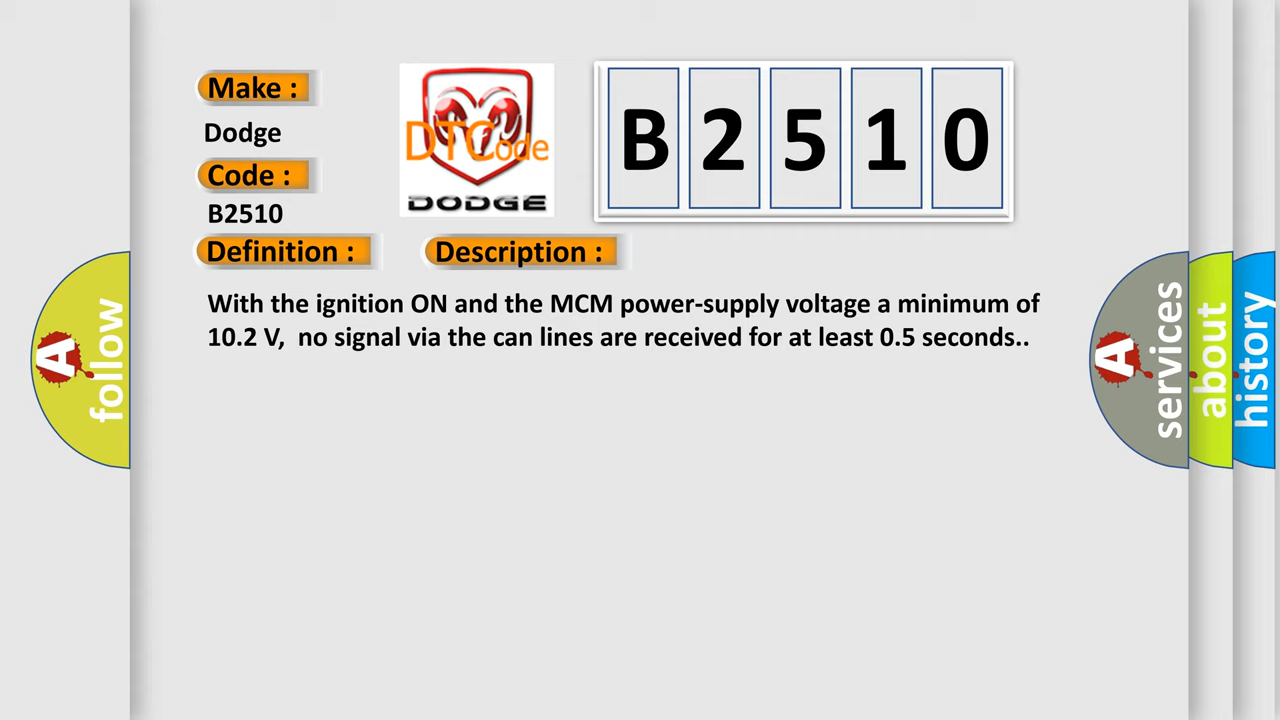 Make :
Dodge
Code :
B2510
Definition :
Description :
DTCode
DODGE
B 2 5 1 0
With the ignition ON and the MCM power-supply voltage a minimum of
10.2 V,  no signal via the can lines are received for at least 0.5 seconds..
A follow
A services
about
history